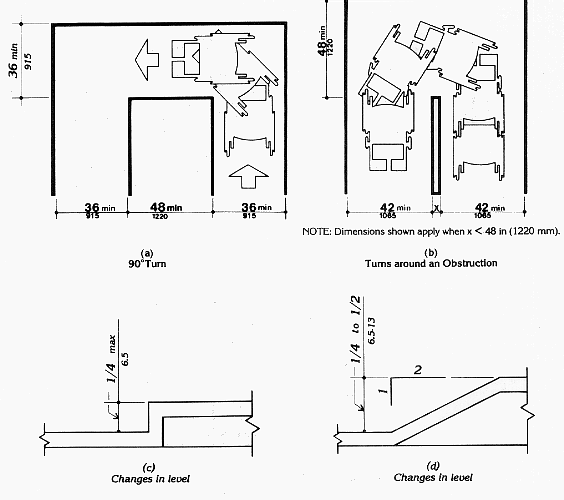 36 min
915
48 min
1220
36 min
915
48 min
1220
36 min
915
(a)
90°Turn
42 min
1065
x
42 min
1065
NOTE: Dimensions shown apply when x < 48 in (1220 mm).
(b)
Turns around an Obstruction
1/4 max
6.5
(c)
Changes in level
1/4 to 1/2
6.5-13
2
1
(d)
Changes in level